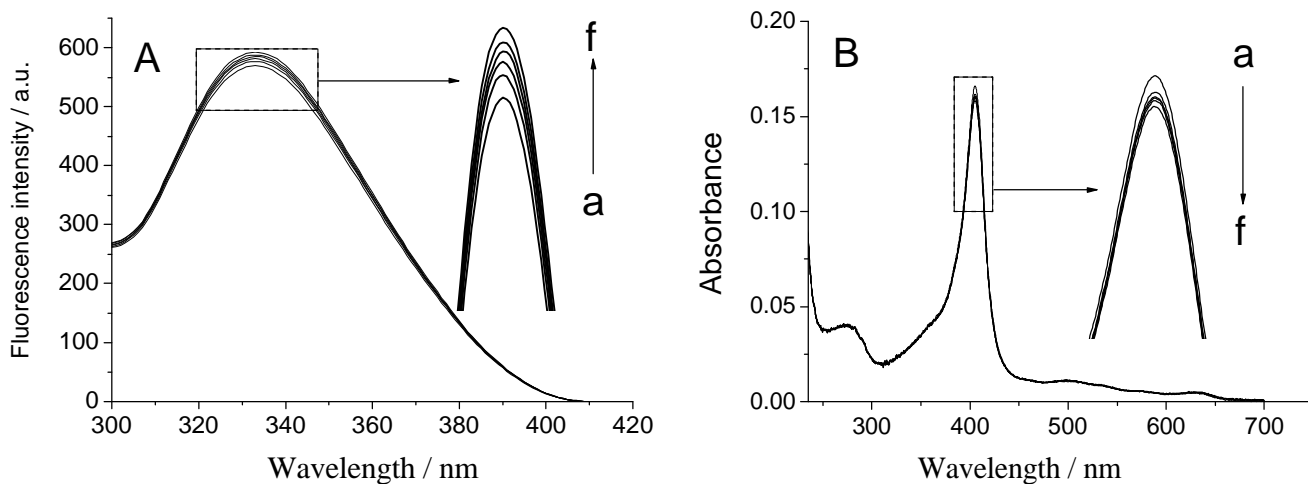 A
600
500
400
300
200
100
0
300 320 340 360 380 400 420
Wavelength / nm
Fluorescence intensity / a.u.
f
a
B
0.20
0.15
0.10
0.05
0.00
300 400 500 600 700
Wavelength / nm
Absorbance
a
f